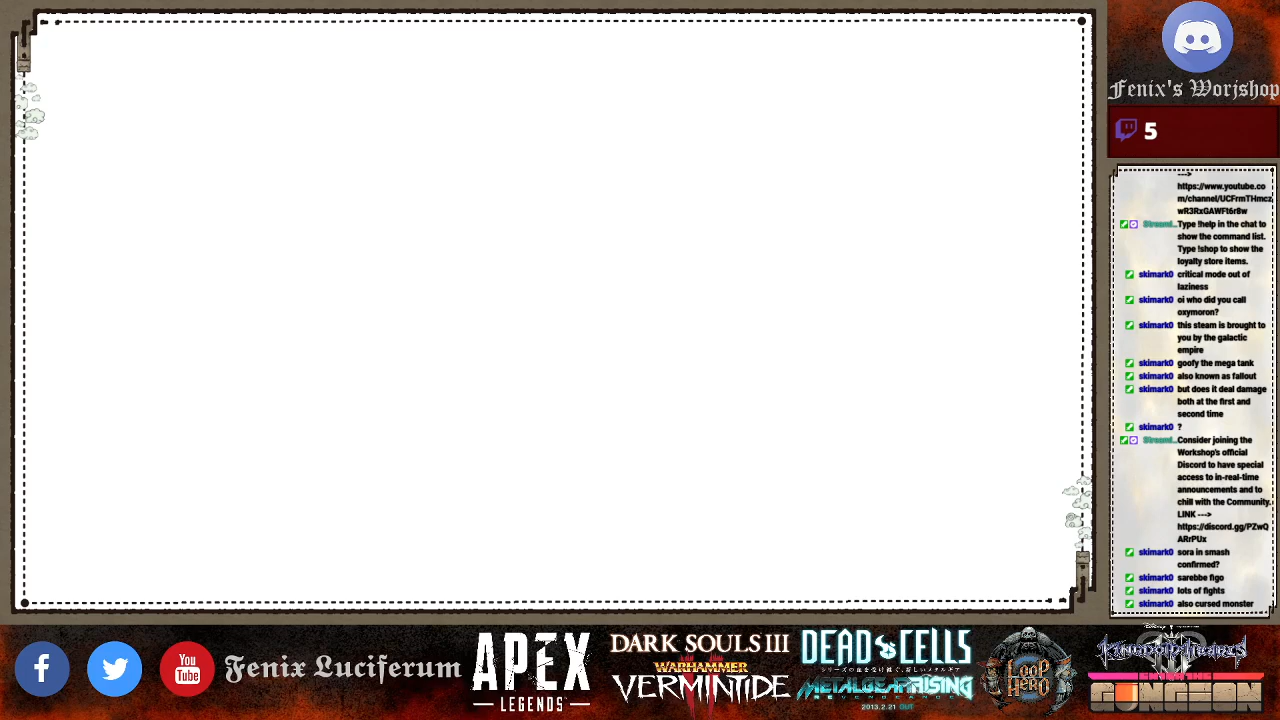 Fenix's Worjshop
5
--->
https://www.youtube.co
m/channel/UCFrmTHmcz
wR3RxGAWFt6r8w
Streaml... Type !help in the chat to
show the command list.
Type !shop to show the
loyalty store items.
skimark0 critical mode out of
laziness
skimark0 oi who did you call
oxymoron?
skimark0 this steam is brought to
you by the galactic
empire
skimark0 goofy the mega tank
skimark0 also known as fallout
skimark0 but does it deal damage
both at the first and
second time
skimark0 ?
Streaml... Consider joining the
Workshop's official
Discord to have special
access to in-real-time
announcements and to
chill with the Community.
LINK --->
https://discord.gg/PZwQ
ARrPUx
skimark0 sora in smash
confirmed?
skimark0 sarebbe figo
skimark0 lots of fights
skimark0 also cursed monster
You
Tube
Fenix Luciferum
APEX
LEGENDS
DARK SOULS III
WARHAMMER
VERMINTIDE
DEAD CELLS
METAL GEAR RISING
REVENGEANCE
2013.2.21 OUT
LOOP
HERO
Disney
KINGDOM HEARTS
ENTER THE
GUNGEON